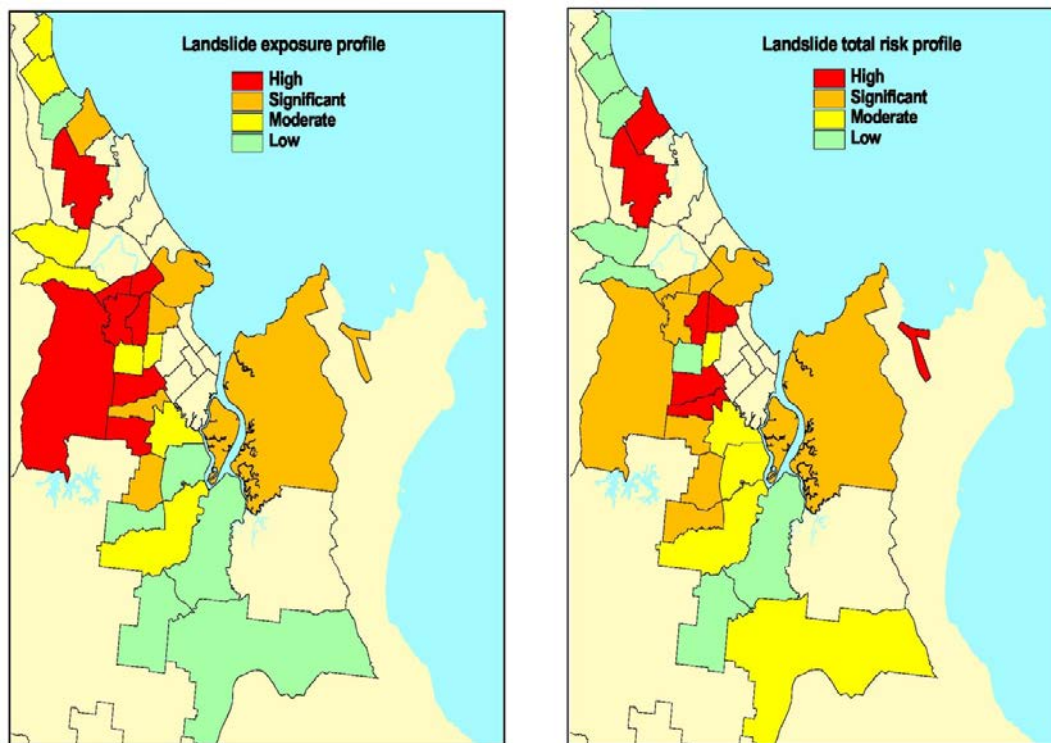 Landslide exposure profile
High
Significant
Moderate
Low
Landslide total risk profile
High
Significant
Moderate
Low